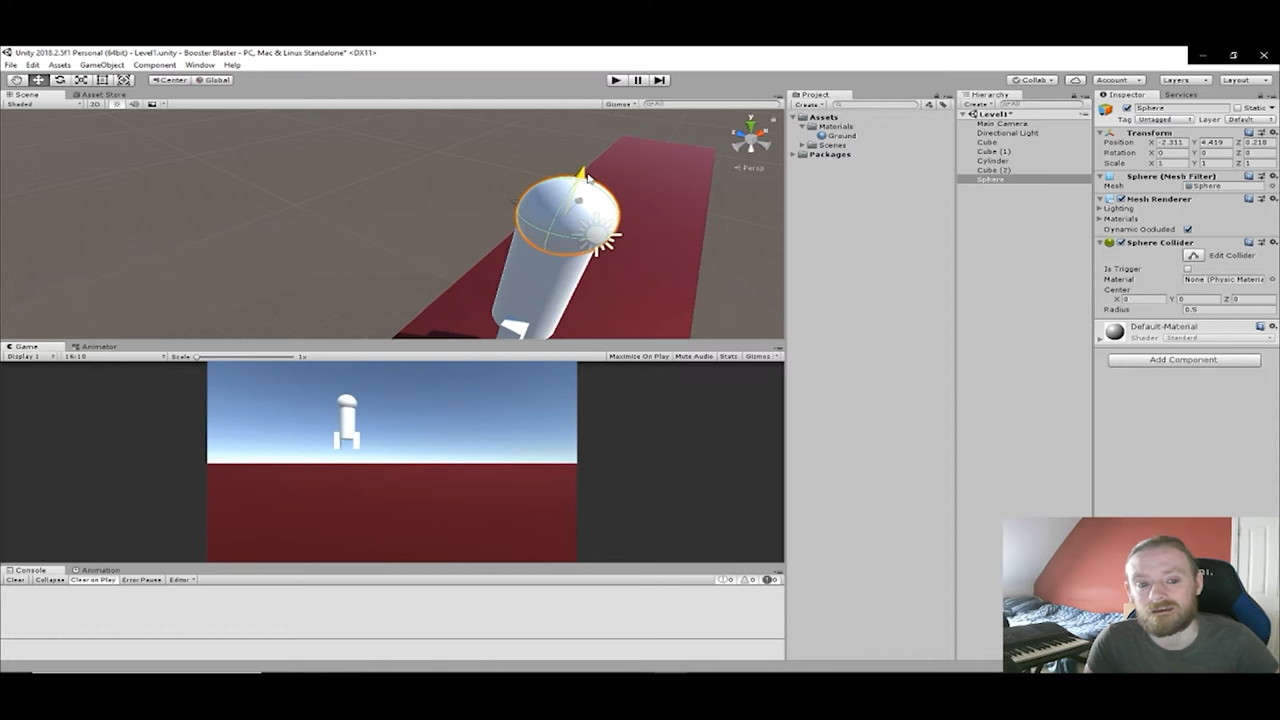 Unity 2018.2.5f1 Personal (64bit) - Level1.unity - Booster Blaster - PC, Mac & Linux Standalone* <DX11>
File Edit Assets GameObject Component Window Help
Center Global Collab Account Layers Layout
Scene Asset Store Project Hierarchy Inspector Services
Shaded 2D Gizmos All Create Create All
Sphere Static
Tag Untagged Layer Default
Assets
Materials
Ground
Scenes
Packages
Level1*
Main Camera
Directional Light
Cube
Cube (1)
Cylinder
Cube (2)
Sphere
y
x
z
Persp
Transform
Position X -2.311 Y 4.419 Z 0.218
Rotation X 0 Y 0 Z 0
Scale X 1 Y 1 Z 1
Sphere (Mesh Filter)
Mesh Sphere
Mesh Renderer
Lighting
Materials
Dynamic Occluded
Sphere Collider
Edit Collider
Is Trigger
Material None (Physic Materia
Center
X 0 Y 0 Z 0
Radius 0.5
Default-Material
Shader Standard
Add Component
Game Animator
Display 1 16:10 Scale 1x Maximize On Play Mute Audio Stats Gizmos
Console Animation
Clear Collapse Clear on Play Error Pause Editor 0 0 0